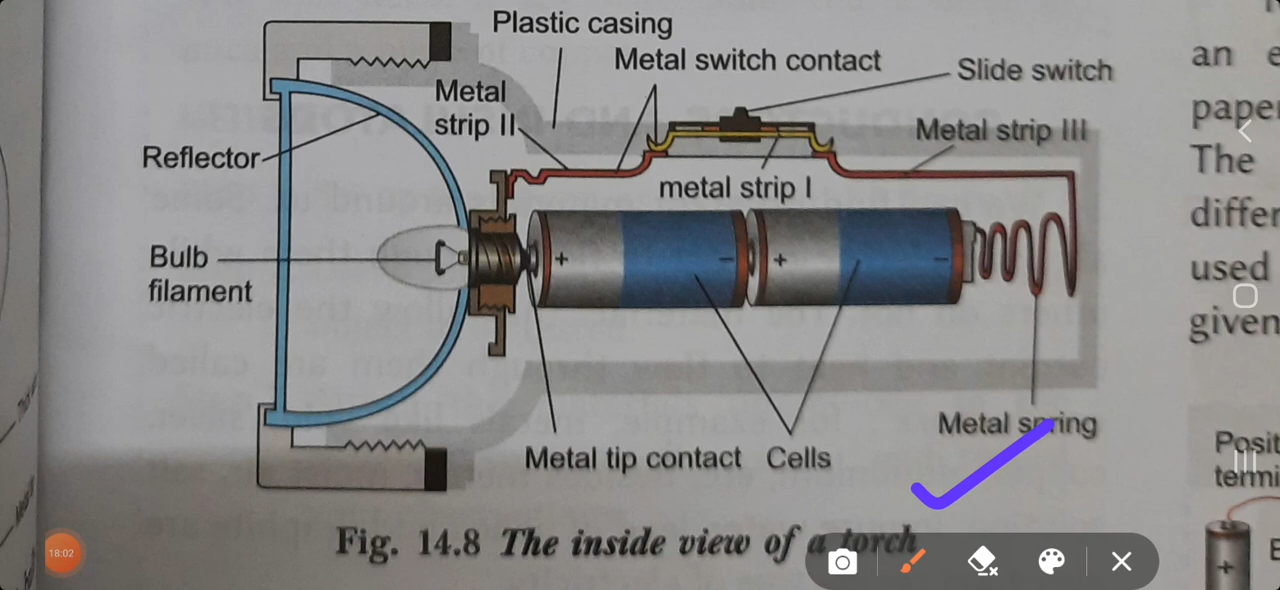 Plastic casing
Metal switch contact
Slide switch
Metal
strip II
Metal strip III
Reflector
metal strip I
+
−
+
−
Bulb
filament
Metal spring
Metal tip contact
Cells
Fig. 14.8 The inside view of a torch
18:02
an e
paper
The
differ
used
given
Posit
termi
+